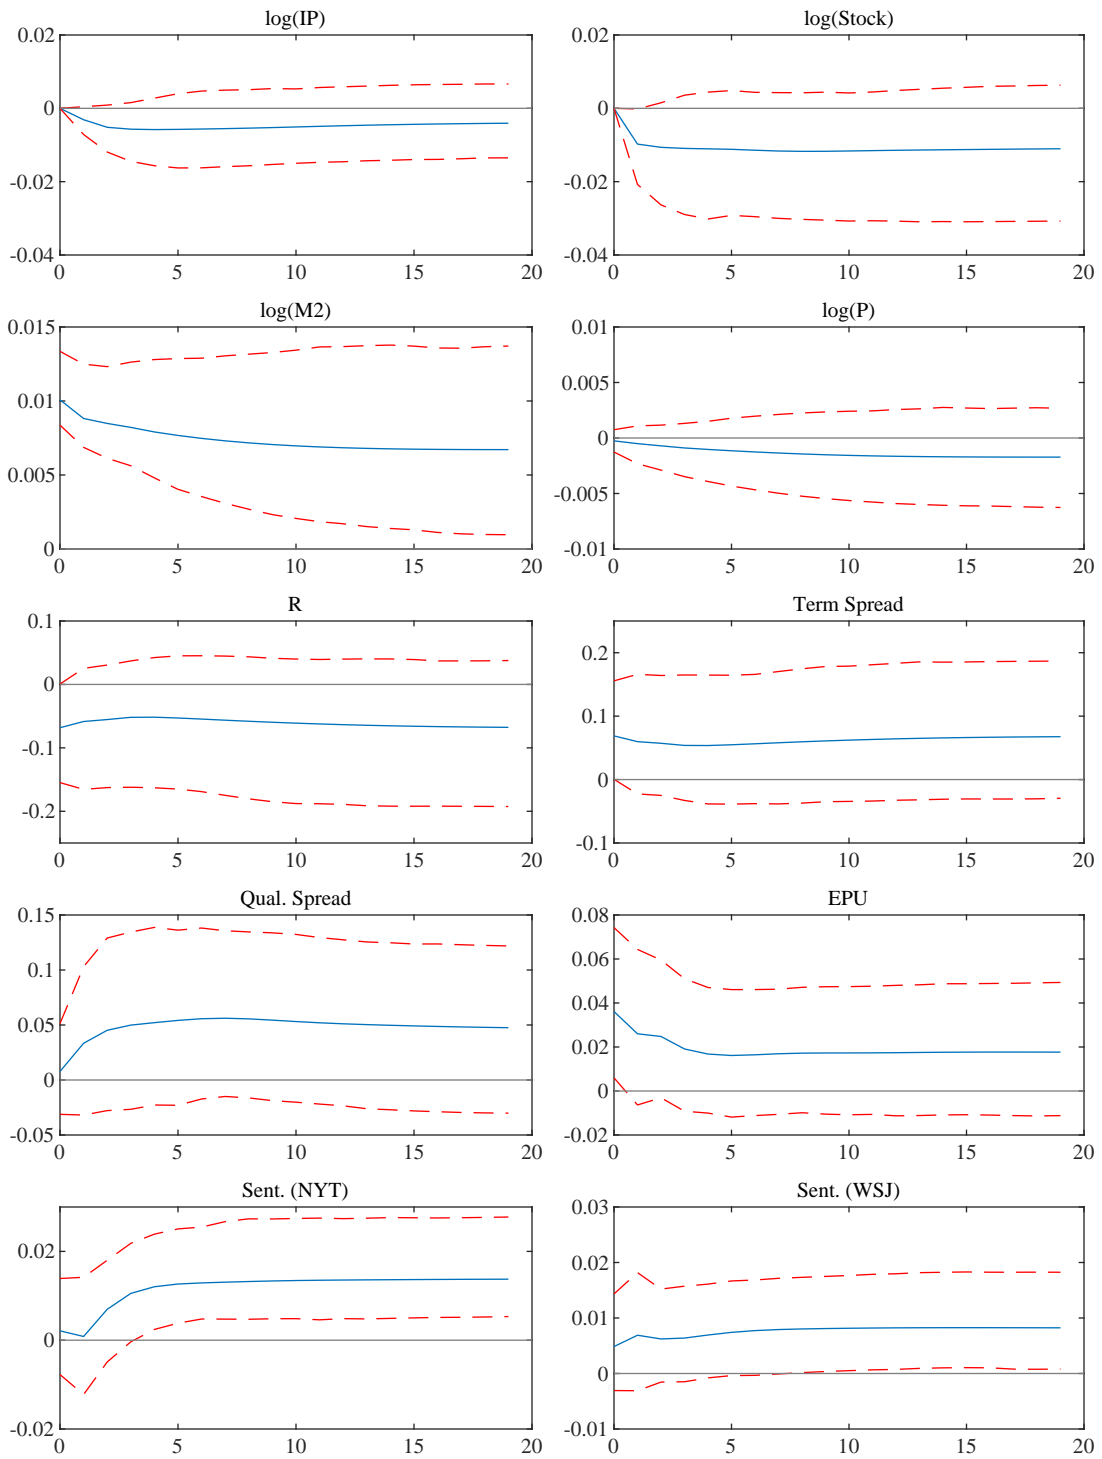 log(IP)
0.02
0
-0.02
-0.04
0 5 10 15 20
log(Stock)
0.02
0
-0.02
-0.04
0 5 10 15 20
log(M2)
0.015
0.01
0.005
0
0 5 10 15 20
log(P)
0.01
0.005
0
-0.005
-0.01
0 5 10 15 20
R
0.1
0
-0.1
-0.2
0 5 10 15 20
Term Spread
0.2
0.1
0
-0.1
0 5 10 15 20
Qual. Spread
0.15
0.1
0.05
0
-0.05
0 5 10 15 20
EPU
0.08
0.06
0.04
0.02
0
-0.02
0 5 10 15 20
Sent. (NYT)
0.02
0
-0.02
0 5 10 15 20
Sent. (WSJ)
0.03
0.02
0.01
0
-0.01
0 5 10 15 20